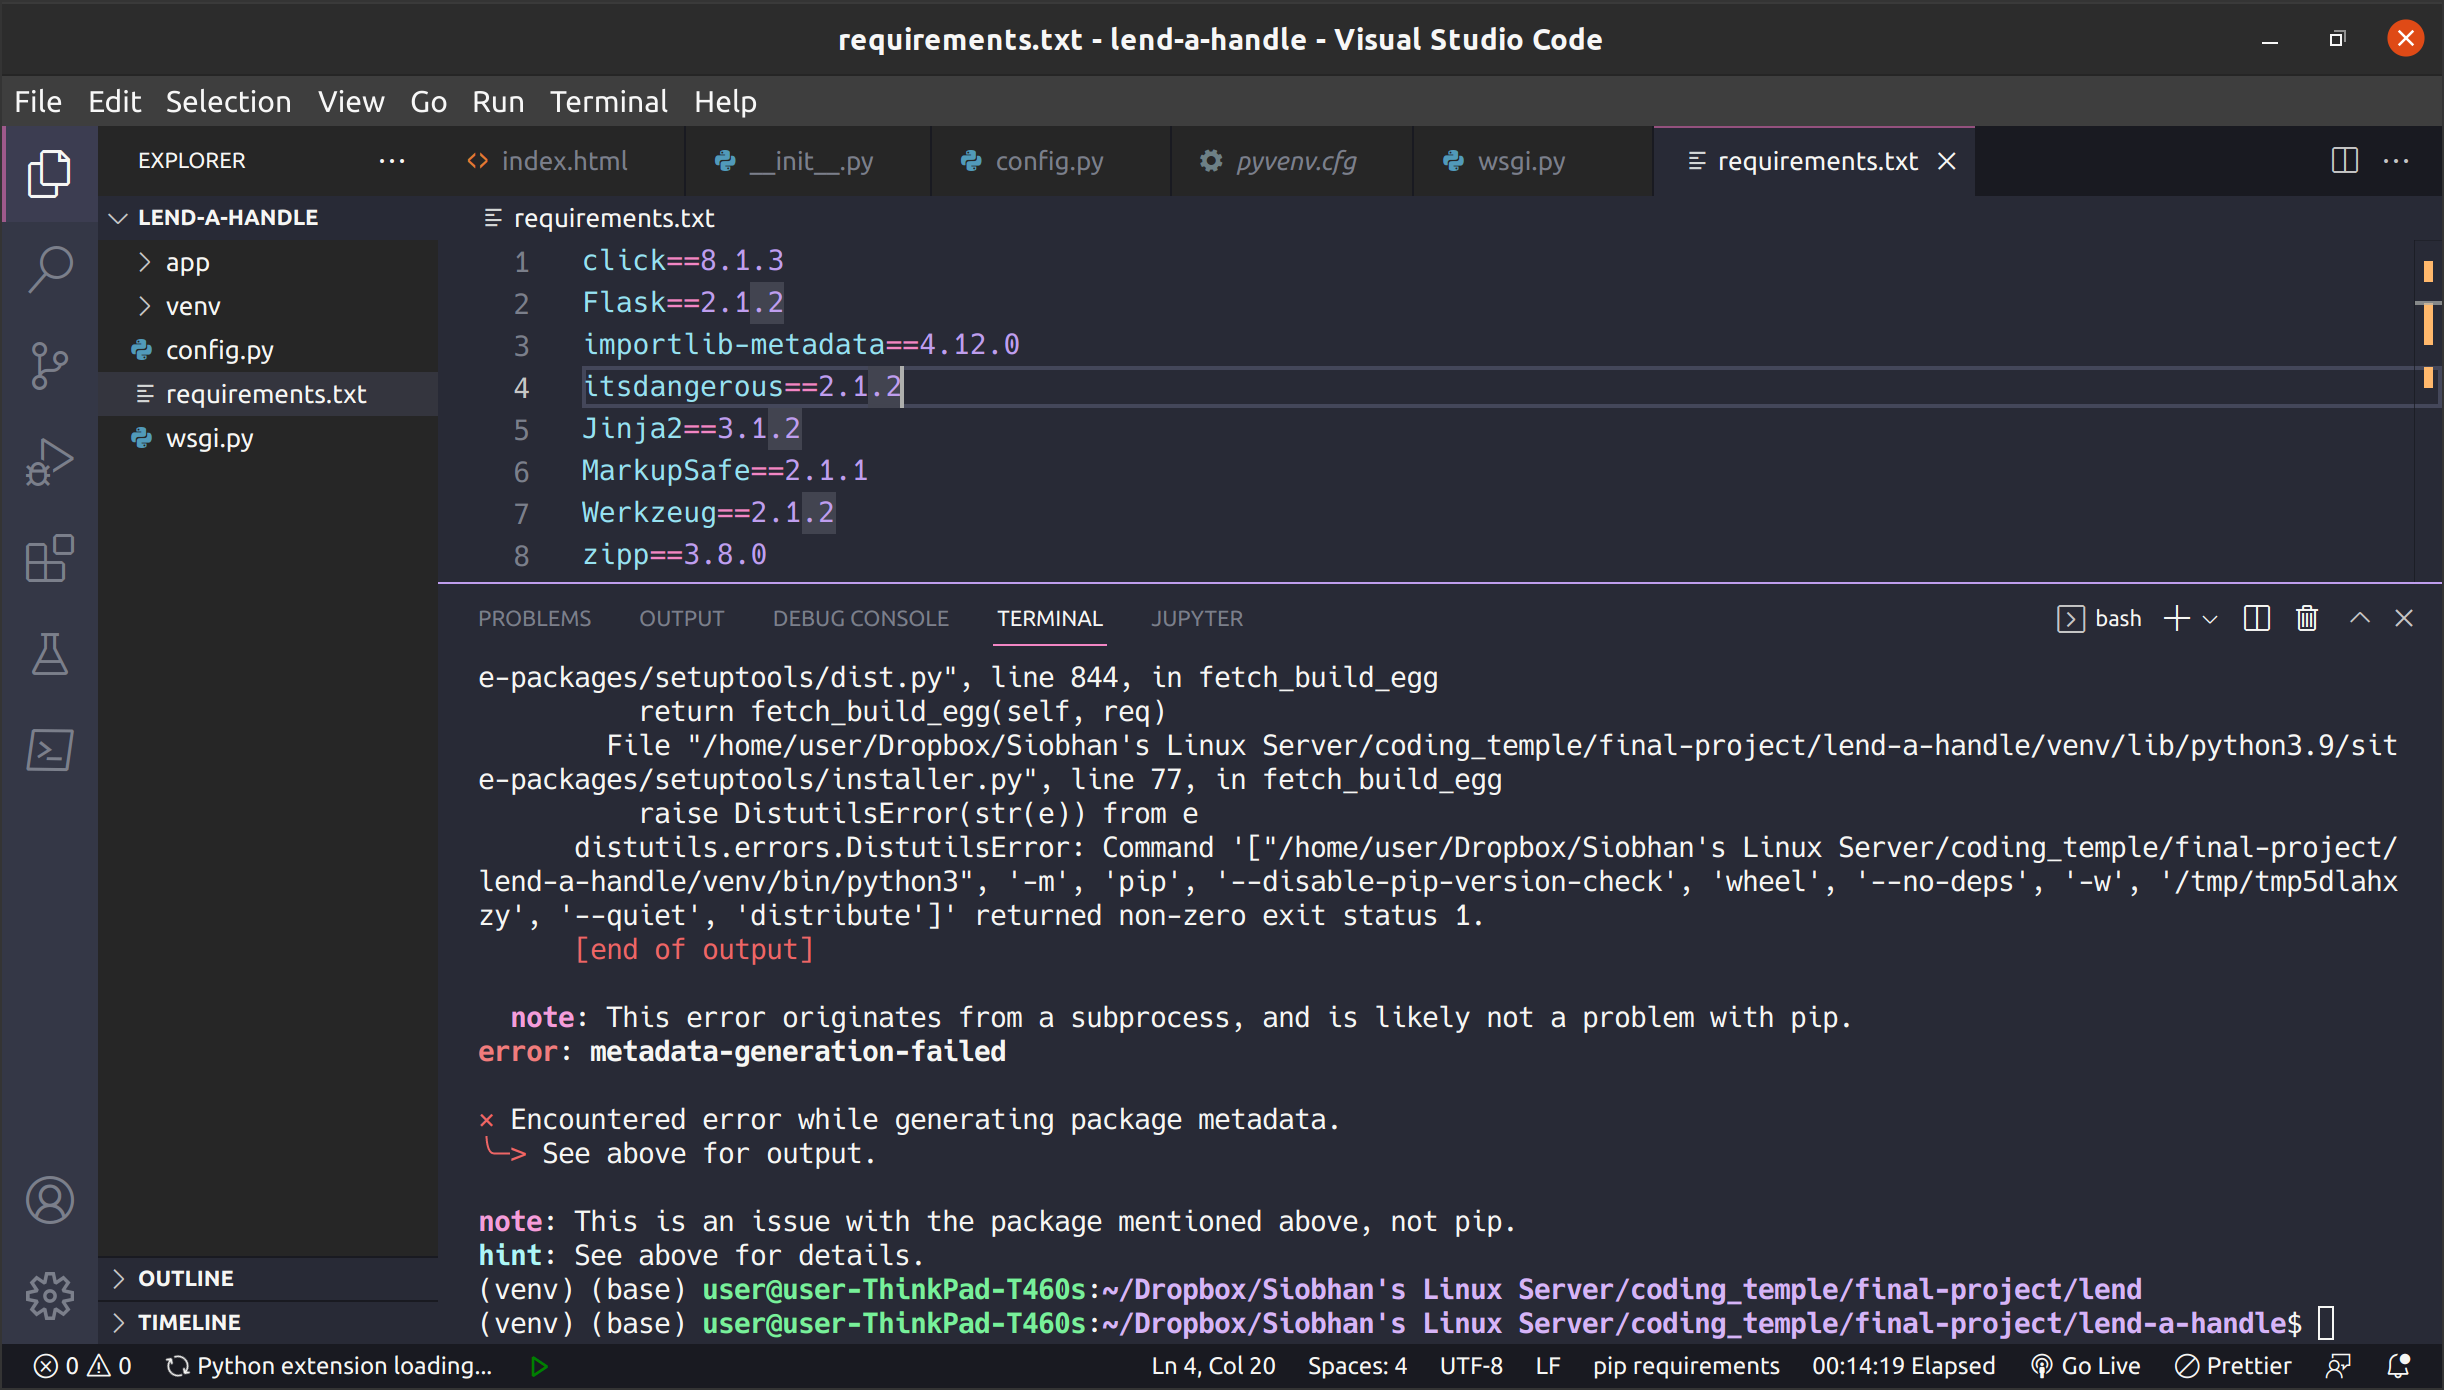 requirements.txt - lend-a-handle - Visual Studio Code
File Edit Selection View Go Run Terminal Help
EXPLORER
index.html __init__.py config.py pyvenv.cfg wsgi.py requirements.txt
LEND-A-HANDLE
app
venv
config.py
requirements.txt
wsgi.py
OUTLINE
TIMELINE
requirements.txt
1 click==8.1.3
2 Flask==2.1.2
3 importlib-metadata==4.12.0
4 itsdangerous==2.1.2
5 Jinja2==3.1.2
6 MarkupSafe==2.1.1
7 Werkzeug==2.1.2
8 zipp==3.8.0
PROBLEMS OUTPUT DEBUG CONSOLE TERMINAL JUPYTER bash
e-packages/setuptools/dist.py", line 844, in fetch_build_egg
return fetch_build_egg(self, req)
File "/home/user/Dropbox/Siobhan's Linux Server/coding_temple/final-project/lend-a-handle/venv/lib/python3.9/sit
e-packages/setuptools/installer.py", line 77, in fetch_build_egg
raise DistutilsError(str(e)) from e
distutils.errors.DistutilsError: Command '["/home/user/Dropbox/Siobhan's Linux Server/coding_temple/final-project/
lend-a-handle/venv/bin/python3", '-m', 'pip', '--disable-pip-version-check', 'wheel', '--no-deps', '-w', '/tmp/tmp5dlahx
zy', '--quiet', 'distribute']' returned non-zero exit status 1.
[end of output]
note: This error originates from a subprocess, and is likely not a problem with pip.
error: metadata-generation-failed
× Encountered error while generating package metadata.
╰─> See above for output.
note: This is an issue with the package mentioned above, not pip.
hint: See above for details.
(venv) (base) user@user-ThinkPad-T460s:~/Dropbox/Siobhan's Linux Server/coding_temple/final-project/lend
(venv) (base) user@user-ThinkPad-T460s:~/Dropbox/Siobhan's Linux Server/coding_temple/final-project/lend-a-handle$
0 0 Python extension loading... Ln 4, Col 20 Spaces: 4 UTF-8 LF pip requirements 00:14:19 Elapsed Go Live Prettier